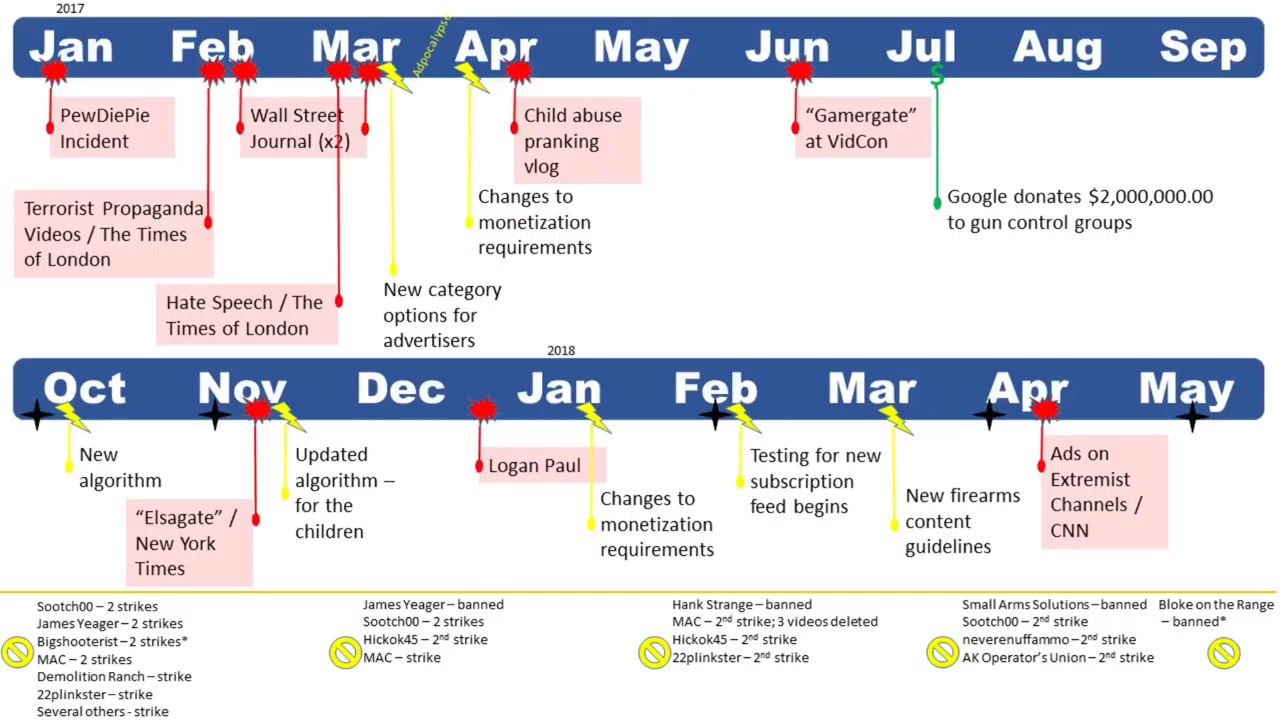 2017
Jan Feb Mar Adpocalypse Apr May Jun Jul Aug Sep
$
PewDiePie
Incident
Wall Street
Journal (x2)
Child abuse
pranking
vlog
“Gamergate”
at VidCon
Terrorist Propaganda
Videos / The Times
of London
Changes to
monetization
requirements
Google donates $2,000,000.00
to gun control groups
Hate Speech / The
Times of London
New category
options for
advertisers
2018
Oct Nov Dec Jan Feb Mar Apr May
New
algorithm
“Elsagate” /
New York
Times
Updated
algorithm –
for the
children
Logan Paul
Changes to
monetization
requirements
Testing for new
subscription
feed begins
New firearms
content
guidelines
Ads on
Extremist
Channels /
CNN
Sootch00 – 2 strikes
James Yeager – 2 strikes
Bigshooterist – 2 strikes*
MAC – 2 strikes
Demolition Ranch – strike
22plinkster – strike
Several others - strike
James Yeager – banned
Sootch00 – 2 strikes
Hickok45 – 2nd strike
MAC – strike
Hank Strange – banned
MAC – 2nd strike; 3 videos deleted
Hickok45 – 2nd strike
22plinkster – 2nd strike
Small Arms Solutions – banned
Sootch00 – 2nd strike
neverenuffammo – 2nd strike
AK Operator’s Union – 2nd strike
Bloke on the Range
– banned*